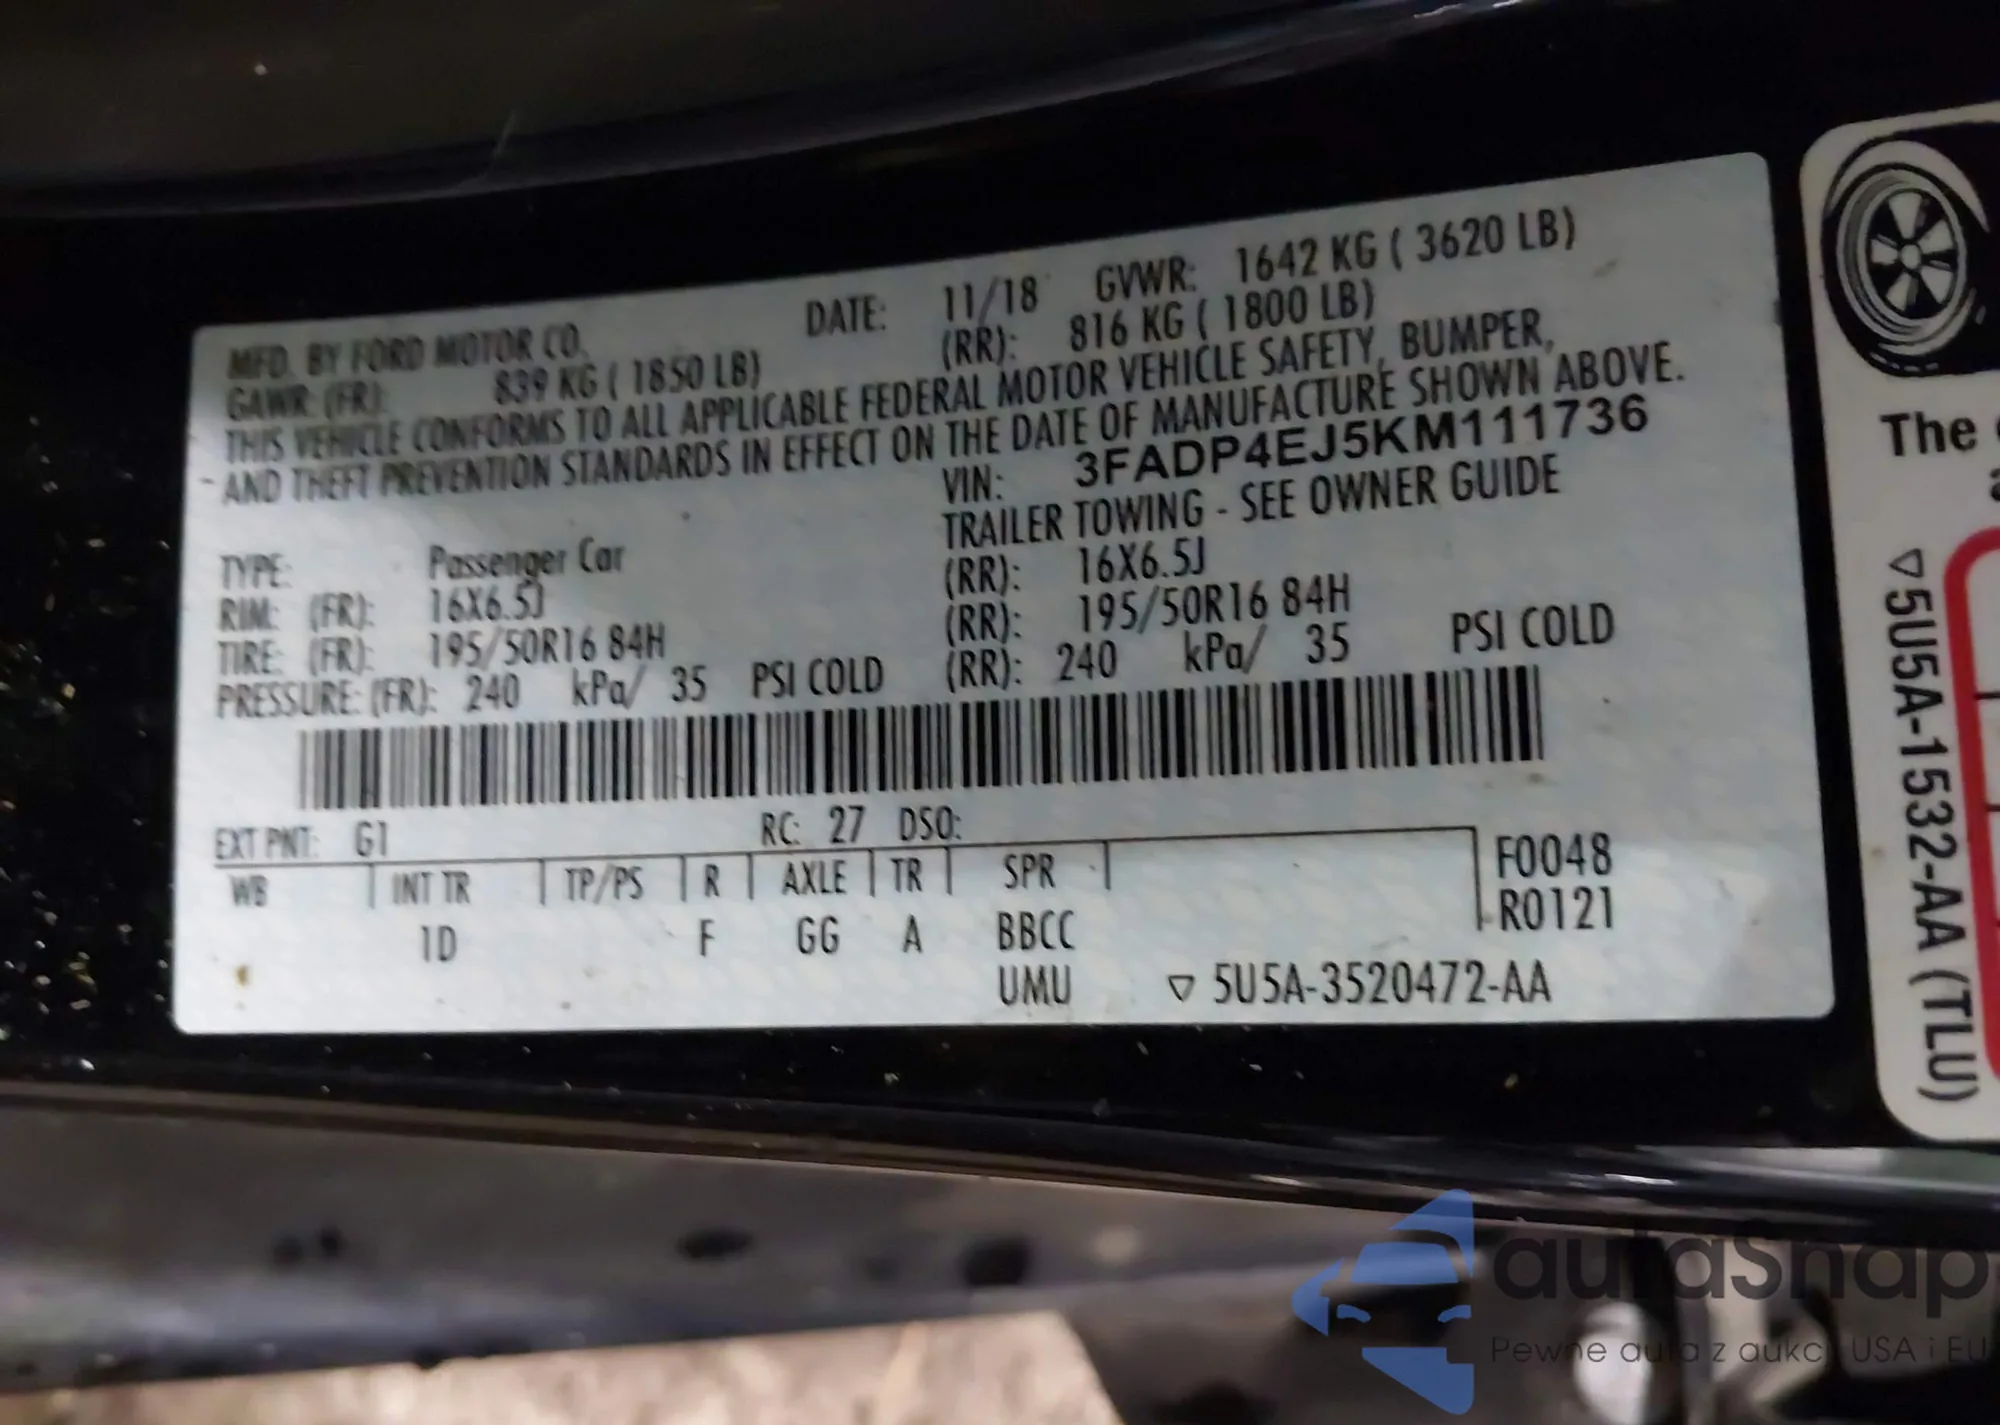 MFD. BY FORD MOTOR CO. DATE: 11/18 GVWR: 1642 KG ( 3620 LB)
GAWR: (FR): 839 KG ( 1850 LB) (RR): 816 KG ( 1800 LB)
THIS VEHICLE CONFORMS TO ALL APPLICABLE FEDERAL MOTOR VEHICLE SAFETY, BUMPER,
AND THEFT PREVENTION STANDARDS IN EFFECT ON THE DATE OF MANUFACTURE SHOWN ABOVE.
VIN: 3FADP4EJ5KM111736
TRAILER TOWING - SEE OWNER GUIDE
TYPE: Passenger Car
RIM: (FR): 16X6.5J (RR): 16X6.5J
TIRE: (FR): 195/50R16 84H (RR): 195/50R16 84H
PRESSURE: (FR): 240 kPa/ 35 PSI COLD (RR): 240 kPa/ 35 PSI COLD
EXT PNT: G1 RC: 27 DSO:
WB INT TR TP/PS R AXLE TR SPR F0048
1D F GG A BBCC R0121
UMU ▽ 5U5A-3520472-AA
The
▽5U5A-1532-AA (TLU)
autaSnap
Pewne auta z aukcji USA i EU